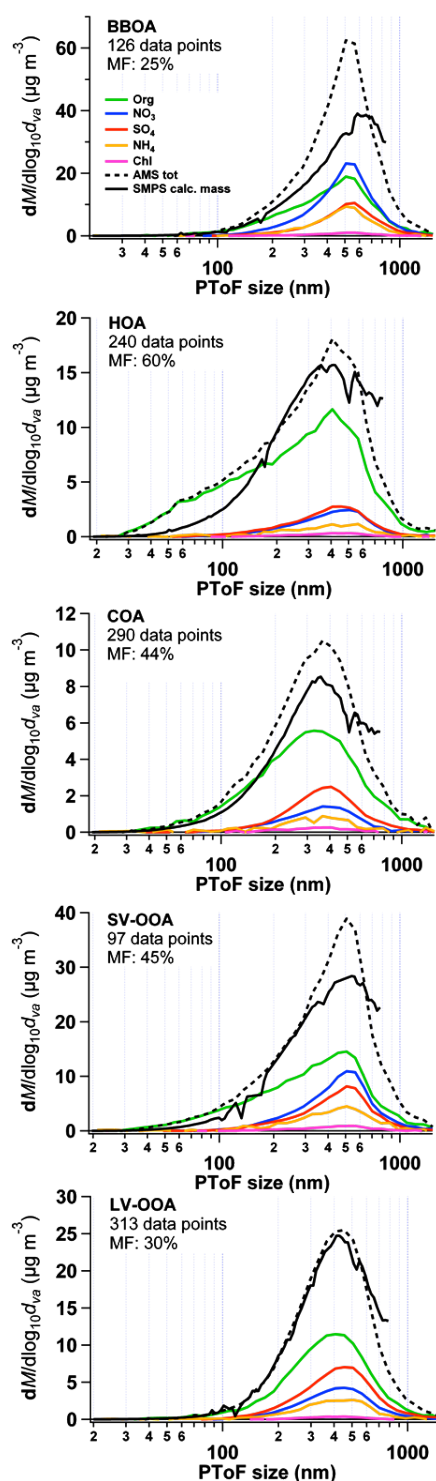 BBOA
126 data points
MF: 25%
Org
NO3
SO4
NH4
Chl
AMS tot
SMPS calc. mass
dM/dlog10dva (µg m-3)
60
40
20
0
3 4 5 6 2 3 4 5 6
100 1000
PToF size (nm)
HOA
240 data points
MF: 60%
dM/dlog10dva (µg m-3)
20
15
10
5
0
2 3 4 5 6 2 3 4 5 6
100 1000
PToF size (nm)
COA
290 data points
MF: 44%
dM/dlog10dva (µg m-3)
12
10
8
6
4
2
0
2 3 4 5 6 2 3 4 5 6
100 1000
PToF size (nm)
SV-OOA
97 data points
MF: 45%
dM/dlog10dva (µg m-3)
40
30
20
10
0
2 3 4 5 6 2 3 4 5 6
100 1000
PToF size (nm)
LV-OOA
313 data points
MF: 30%
dM/dlog10dva (µg m-3)
30
25
20
15
10
5
0
2 3 4 5 6 2 3 4 5 6
100 1000
PToF size (nm)